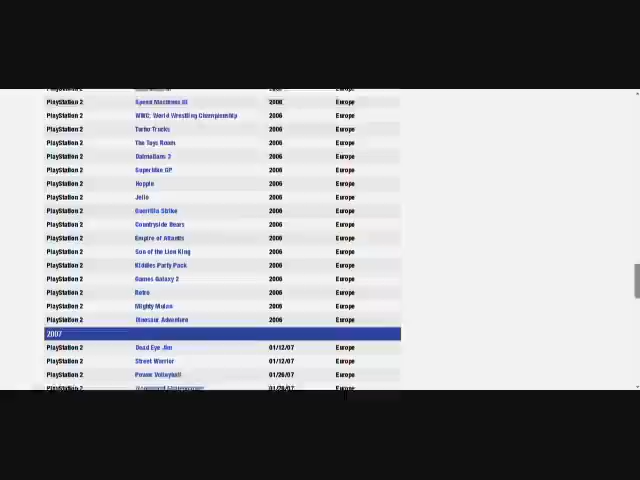 PlayStation 2 Speed Machines III 2006 Europe
PlayStation 2 WWC: World Wrestling Championship 2006 Europe
PlayStation 2 Turbo Trucks 2006 Europe
PlayStation 2 The Toys Room 2006 Europe
PlayStation 2 Dalmatians 3 2006 Europe
PlayStation 2 SuperBike GP 2006 Europe
PlayStation 2 Hoppie 2006 Europe
PlayStation 2 Jello 2006 Europe
PlayStation 2 Guerrilla Strike 2006 Europe
PlayStation 2 Countryside Bears 2006 Europe
PlayStation 2 Empire of Atlantis 2006 Europe
PlayStation 2 Son of the Lion King 2006 Europe
PlayStation 2 Kiddies Party Pack 2006 Europe
PlayStation 2 Games Galaxy 2 2006 Europe
PlayStation 2 Retro 2006 Europe
PlayStation 2 Mighty Mulan 2006 Europe
PlayStation 2 Dinosaur Adventure 2006 Europe
2007
PlayStation 2 Dead Eye Jim 01/12/07 Europe
PlayStation 2 Street Warrior 01/12/07 Europe
PlayStation 2 Power Volleyball 01/26/07 Europe
PlayStation 2 01/26/07 Europe